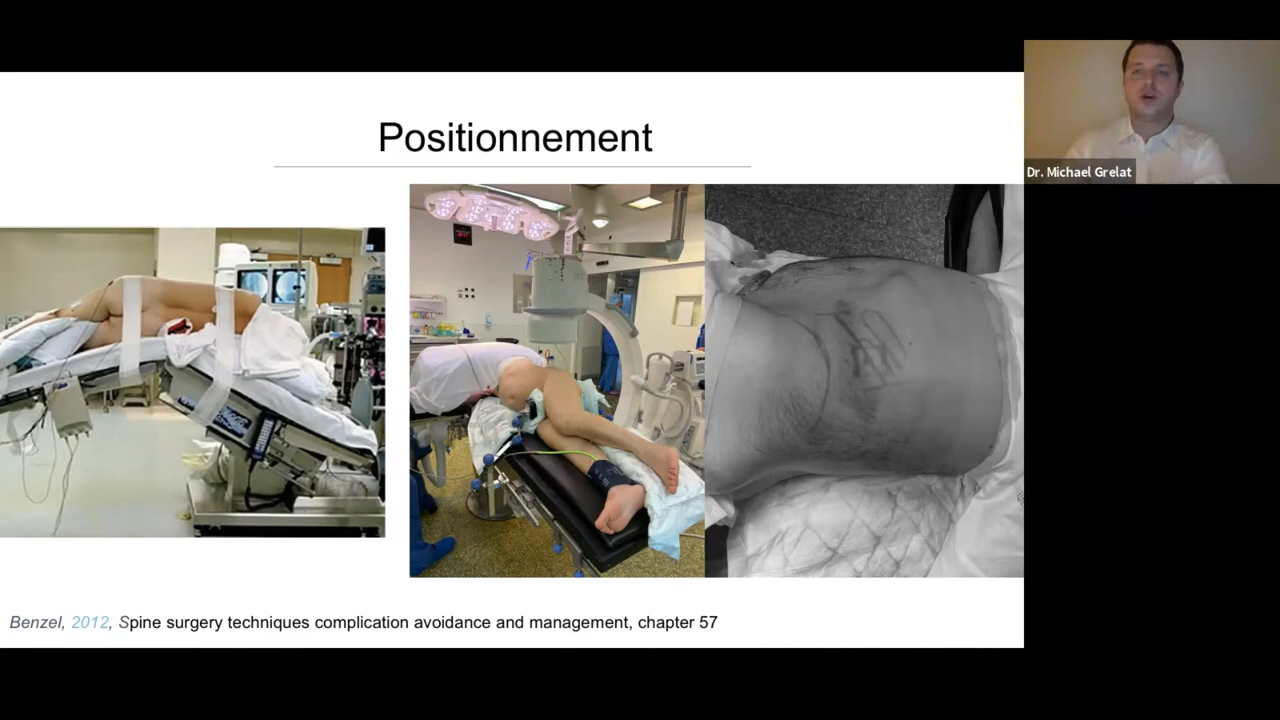 Positionnement
Dr. Michael Grelat
Benzel, 2012, Spine surgery techniques complication avoidance and management, chapter 57